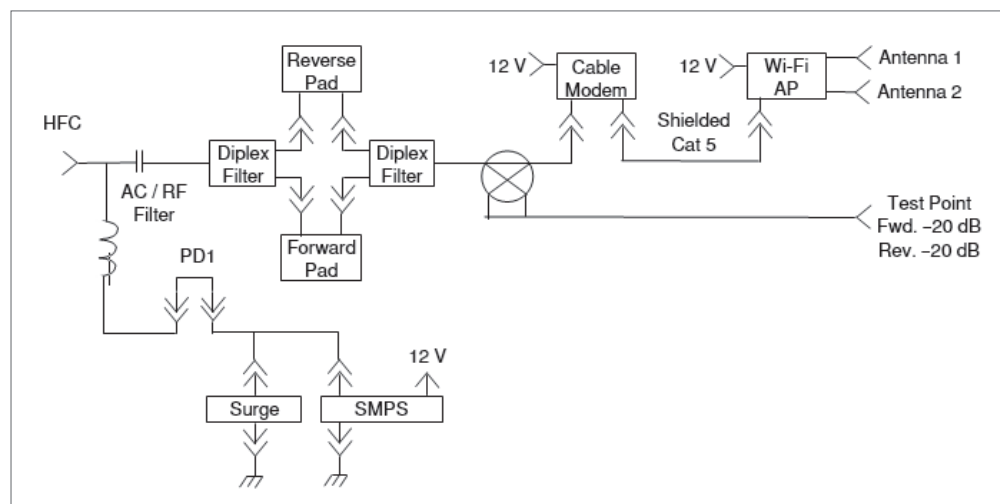 Reverse
Pad
12 V
Cable
Modem
12 V
Wi-Fi
AP
Antenna 1
Antenna 2
HFC
Diplex
Filter
Diplex
Filter
Shielded
Cat 5
AC / RF
Filter
Test Point
Fwd. –20 dB
Rev. –20 dB
Forward
Pad
PD1
12 V
Surge
SMPS